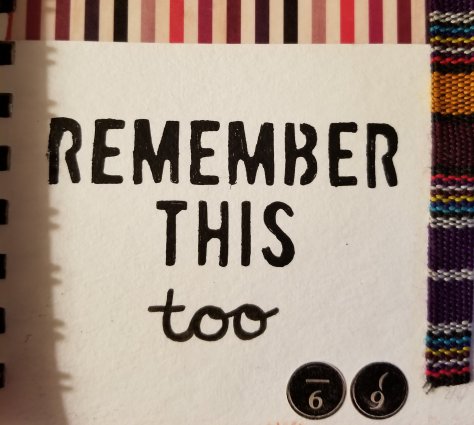 REMEMBER
THIS
too
_ (
6 9